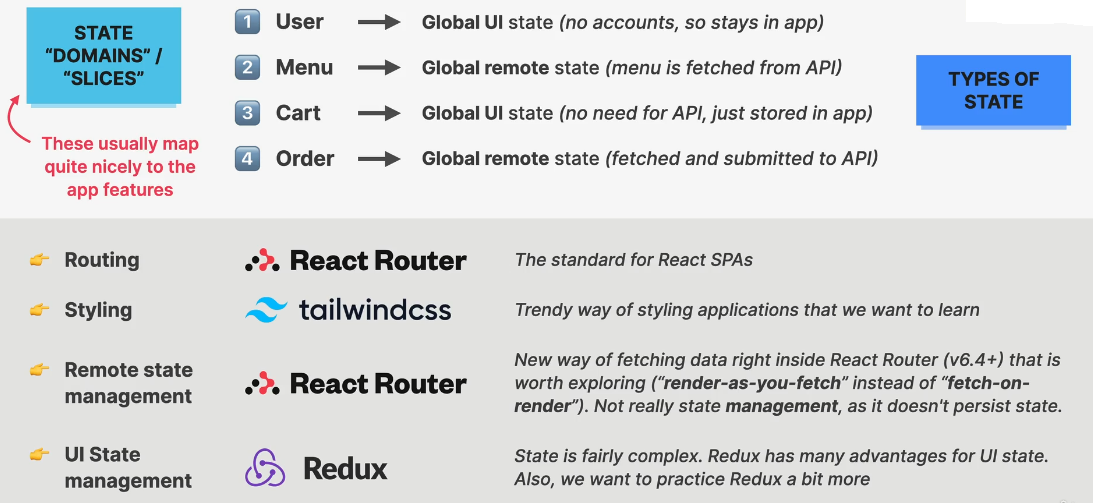 STATE
“DOMAINS” /
“SLICES”
These usually map
quite nicely to the
app features
1 User Global UI state (no accounts, so stays in app)
2 Menu Global remote state (menu is fetched from API)
3 Cart Global UI state (no need for API, just stored in app)
4 Order Global remote state (fetched and submitted to API)
TYPES OF
STATE
Routing React Router The standard for React SPAs
Styling tailwindcss Trendy way of styling applications that we want to learn
Remote state
management
React Router
New way of fetching data right inside React Router (v6.4+) that is
worth exploring (“render-as-you-fetch” instead of “fetch-on-
render”). Not really state management, as it doesn't persist state.
UI State
management
Redux
State is fairly complex. Redux has many advantages for UI state.
Also, we want to practice Redux a bit more